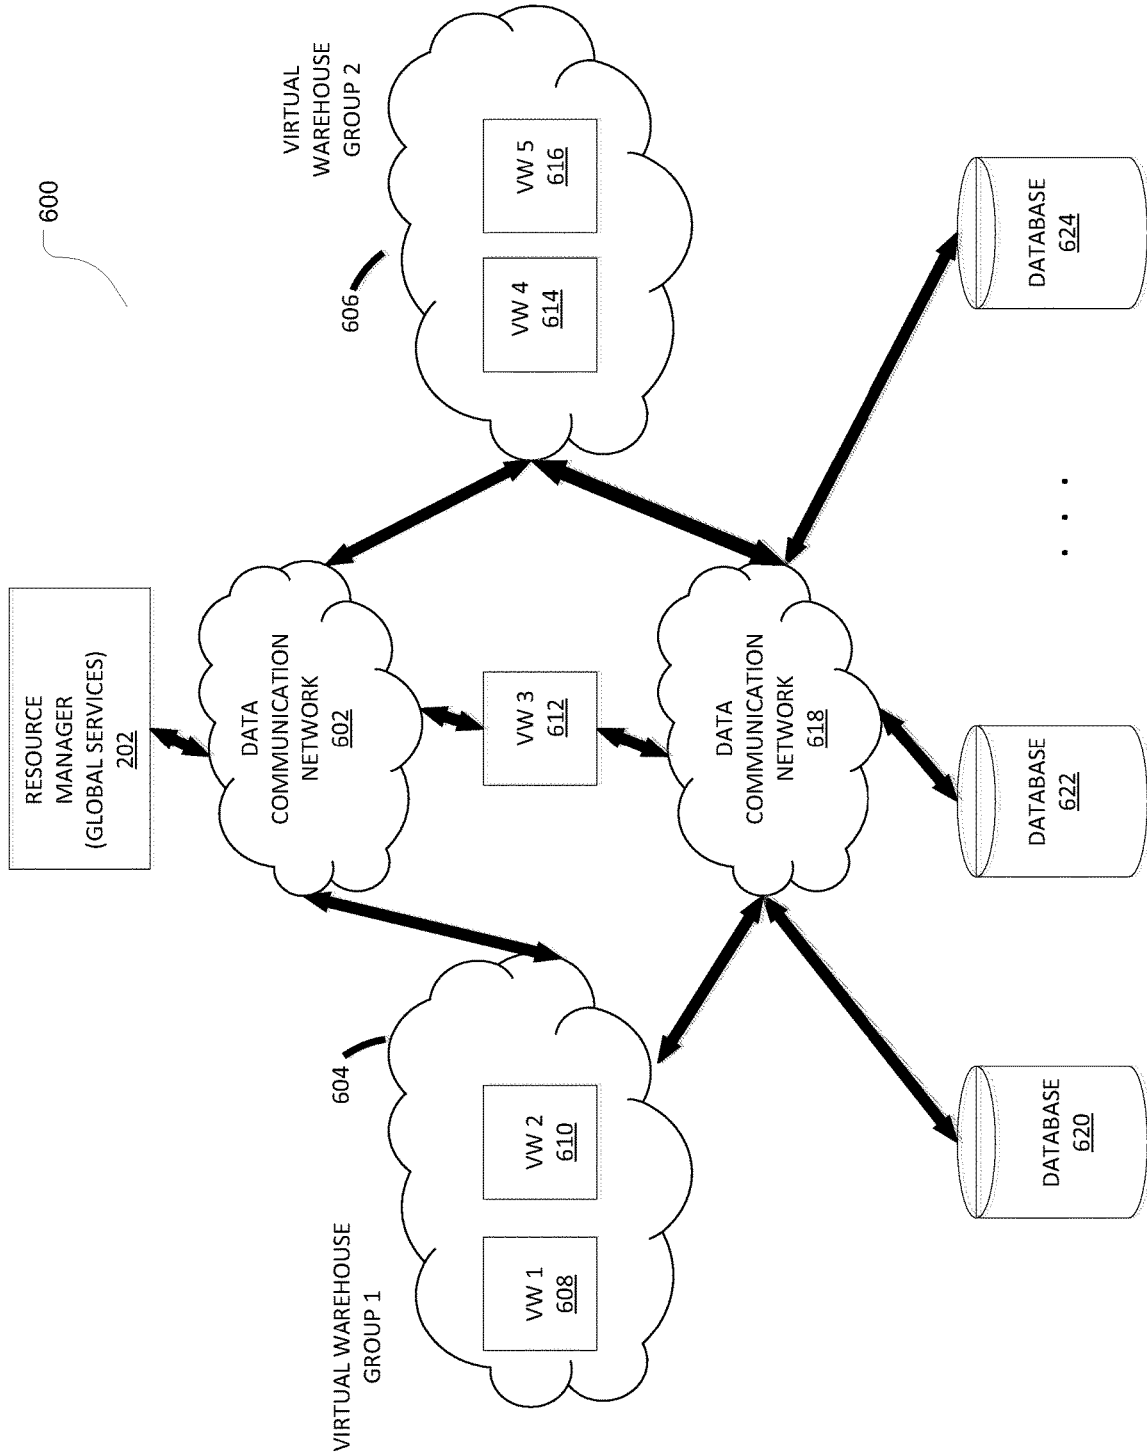 600
RESOURCE
MANAGER
(GLOBAL SERVICES)
202
DATA
COMMUNICATION
NETWORK
602
VIRTUAL WAREHOUSE
GROUP 1
604
VW 1
608
VW 2
610
VW 3
612
VIRTUAL
WAREHOUSE
GROUP 2
606
VW 4
614
VW 5
616
DATA
COMMUNICATION
NETWORK
618
DATABASE
620
DATABASE
622
. . .
DATABASE
624